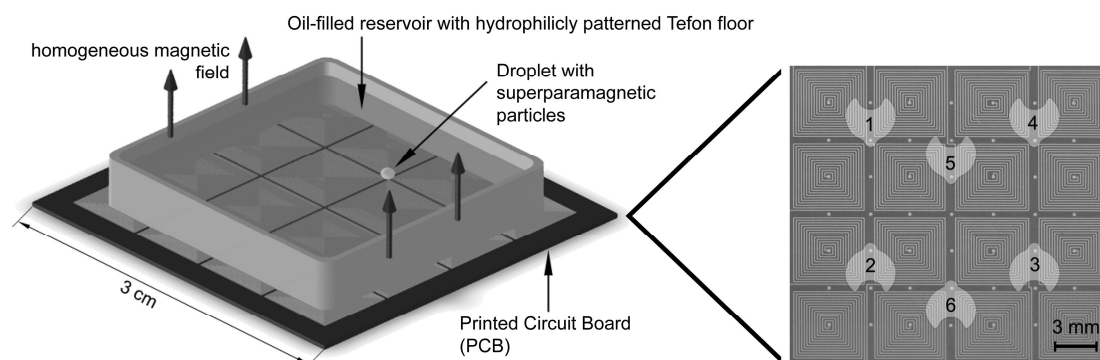 Oil-filled reservoir with hydrophilicly patterned Tefon floor
homogeneous magnetic
field
Droplet with
superparamagnetic
particles
3 cm
Printed Circuit Board
(PCB)
1
4
5
2
3
6
3 mm